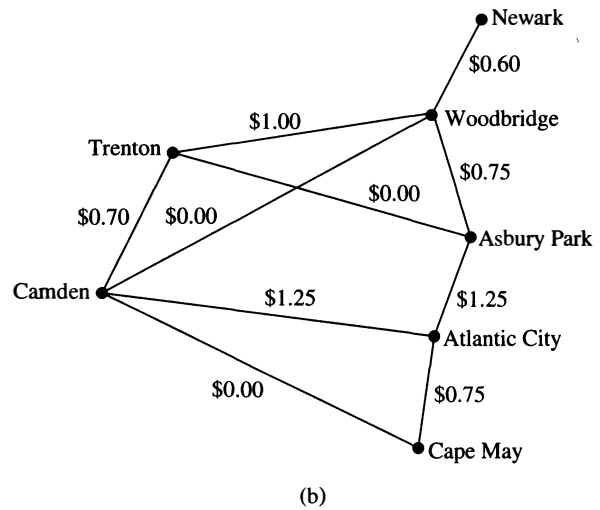 Newark
$0.60
$1.00
Woodbridge
Trenton
$0.75
$0.00
$0.70
$0.00
Asbury Park
Camden
$1.25
$1.25
Atlantic City
$0.00
$0.75
Cape May
(b)